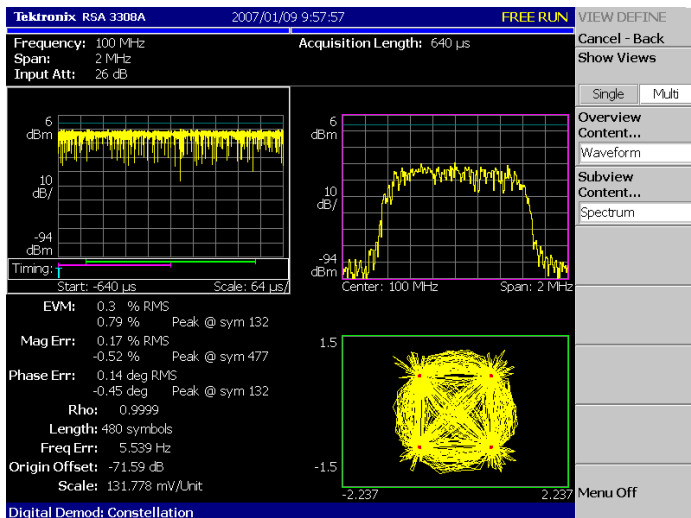 Tektronix RSA 3308A 2007/01/09 9:57:57 FREE RUN VIEW DEFINE
Cancel - Back
Frequency: 100 MHz Acquisition Length: 640 µs
Span: 2 MHz
Input Att: 26 dB
Show Views
Single Multi
Overview
Content...
Waveform
Subview
Content...
Spectrum
6
dBm
10
dB/
-94
dBm
Timing: T
Start: -640 µs Scale: 64 µs/
6
dBm
10
dB/
-94
dBm
Center: 100 MHz Span: 2 MHz
EVM: 0.3 % RMS
0.79 % Peak @ sym 132
Mag Err: 0.17 % RMS
-0.52 % Peak @ sym 477
Phase Err: 0.14 deg RMS
-0.45 deg Peak @ sym 132
Rho: 0.9999
Length: 480 symbols
Freq Err: 5.539 Hz
Origin Offset: -71.59 dB
Scale: 131.778 mV/Unit
1.5
-1.5
-2.237 2.237
Menu Off
Digital Demod: Constellation